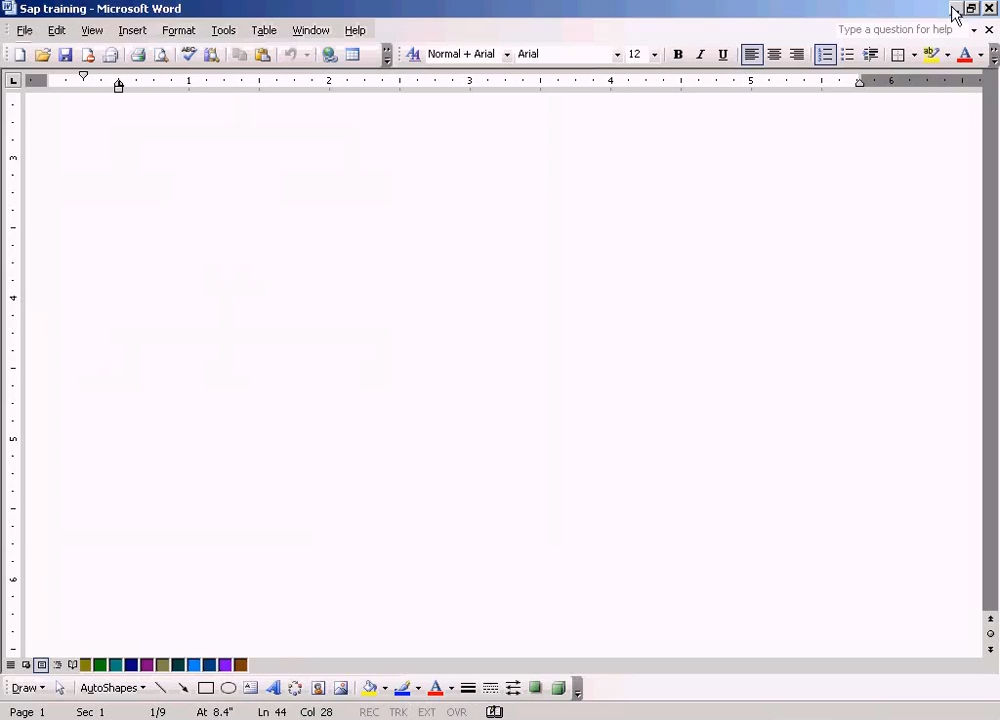 Sap training - Microsoft Word
File Edit View Insert Format Tools Table Window Help Type a question for help
Normal + Arial Arial 12 B I U
1 2 3 4 5 6
3
4
5
6
Draw AutoShapes
Page 1 Sec 1 1/9 At 8.4" Ln 44 Col 28 REC TRK EXT OVR